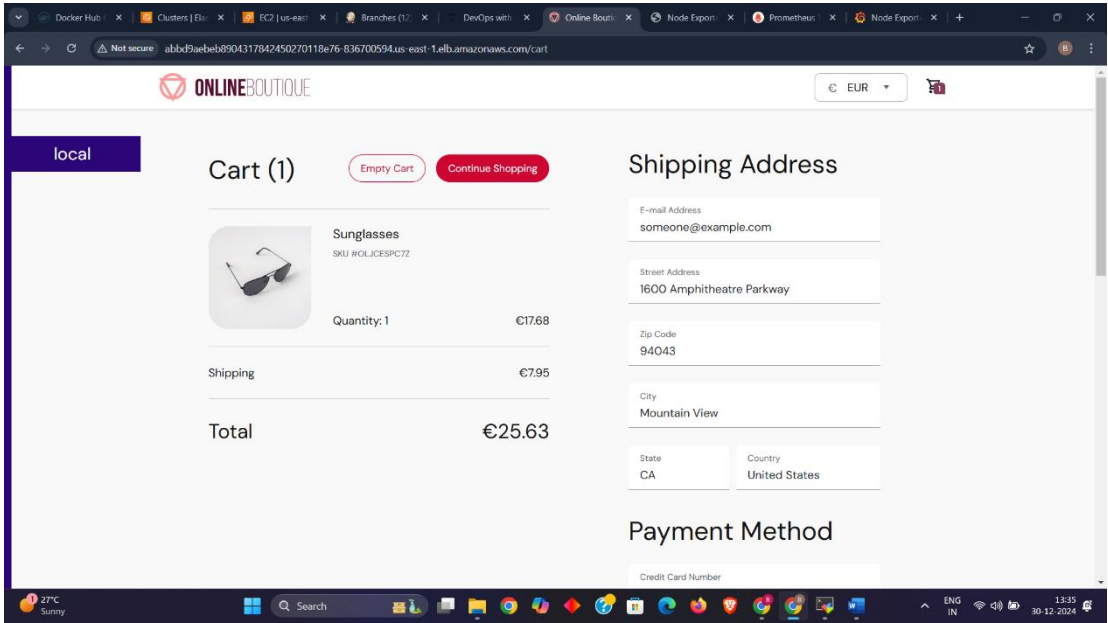 Docker Hub
Clusters | Elas
EC2 | us-east
Branches (12)
DevOps with
Online Boutic
Node Export
Prometheus
Node Export
Not secure
abbd9aebeb8904317842450270118e76-836700594.us-east-1.elb.amazonaws.com/cart
B
ONLINEBOUTIQUE
€ EUR
1
local
Cart (1)
Empty Cart
Continue Shopping
Sunglasses
SKU #OLJCESPC7Z
Quantity: 1
€17.68
Shipping
€7.95
Total
€25.63
Shipping Address
E-mail Address
someone@example.com
Street Address
1600 Amphitheatre Parkway
Zip Code
94043
City
Mountain View
State
CA
Country
United States
Payment Method
Credit Card Number
1
27°C
Sunny
Search
ENG
IN
13:35
30-12-2024